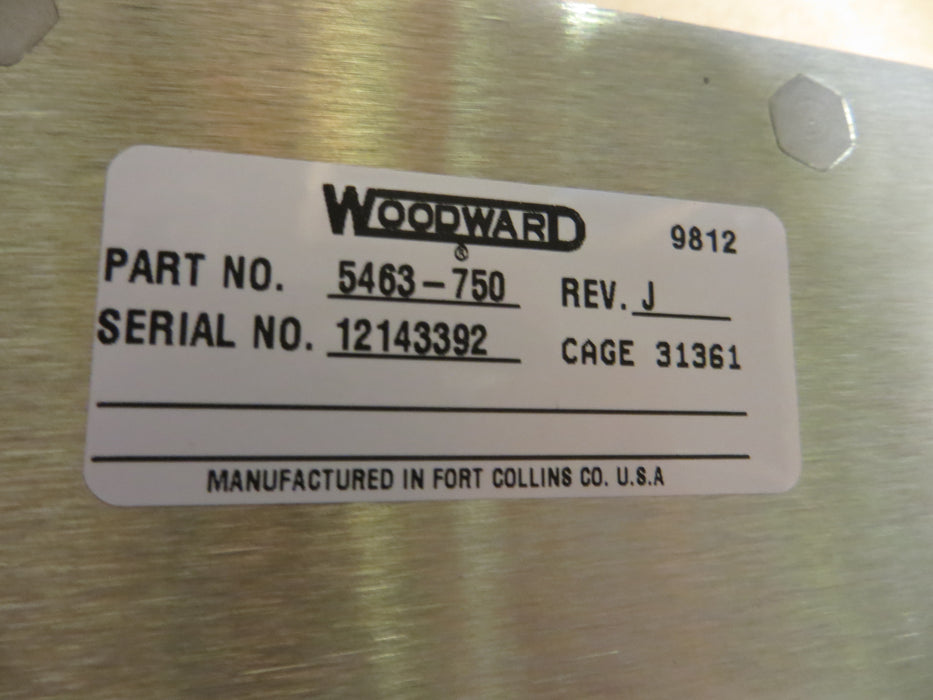 WOODWARD 9812
®
PART NO. 5463-750 REV. J
SERIAL NO. 12143392 CAGE 31361
MANUFACTURED IN FORT COLLINS CO. U.S.A